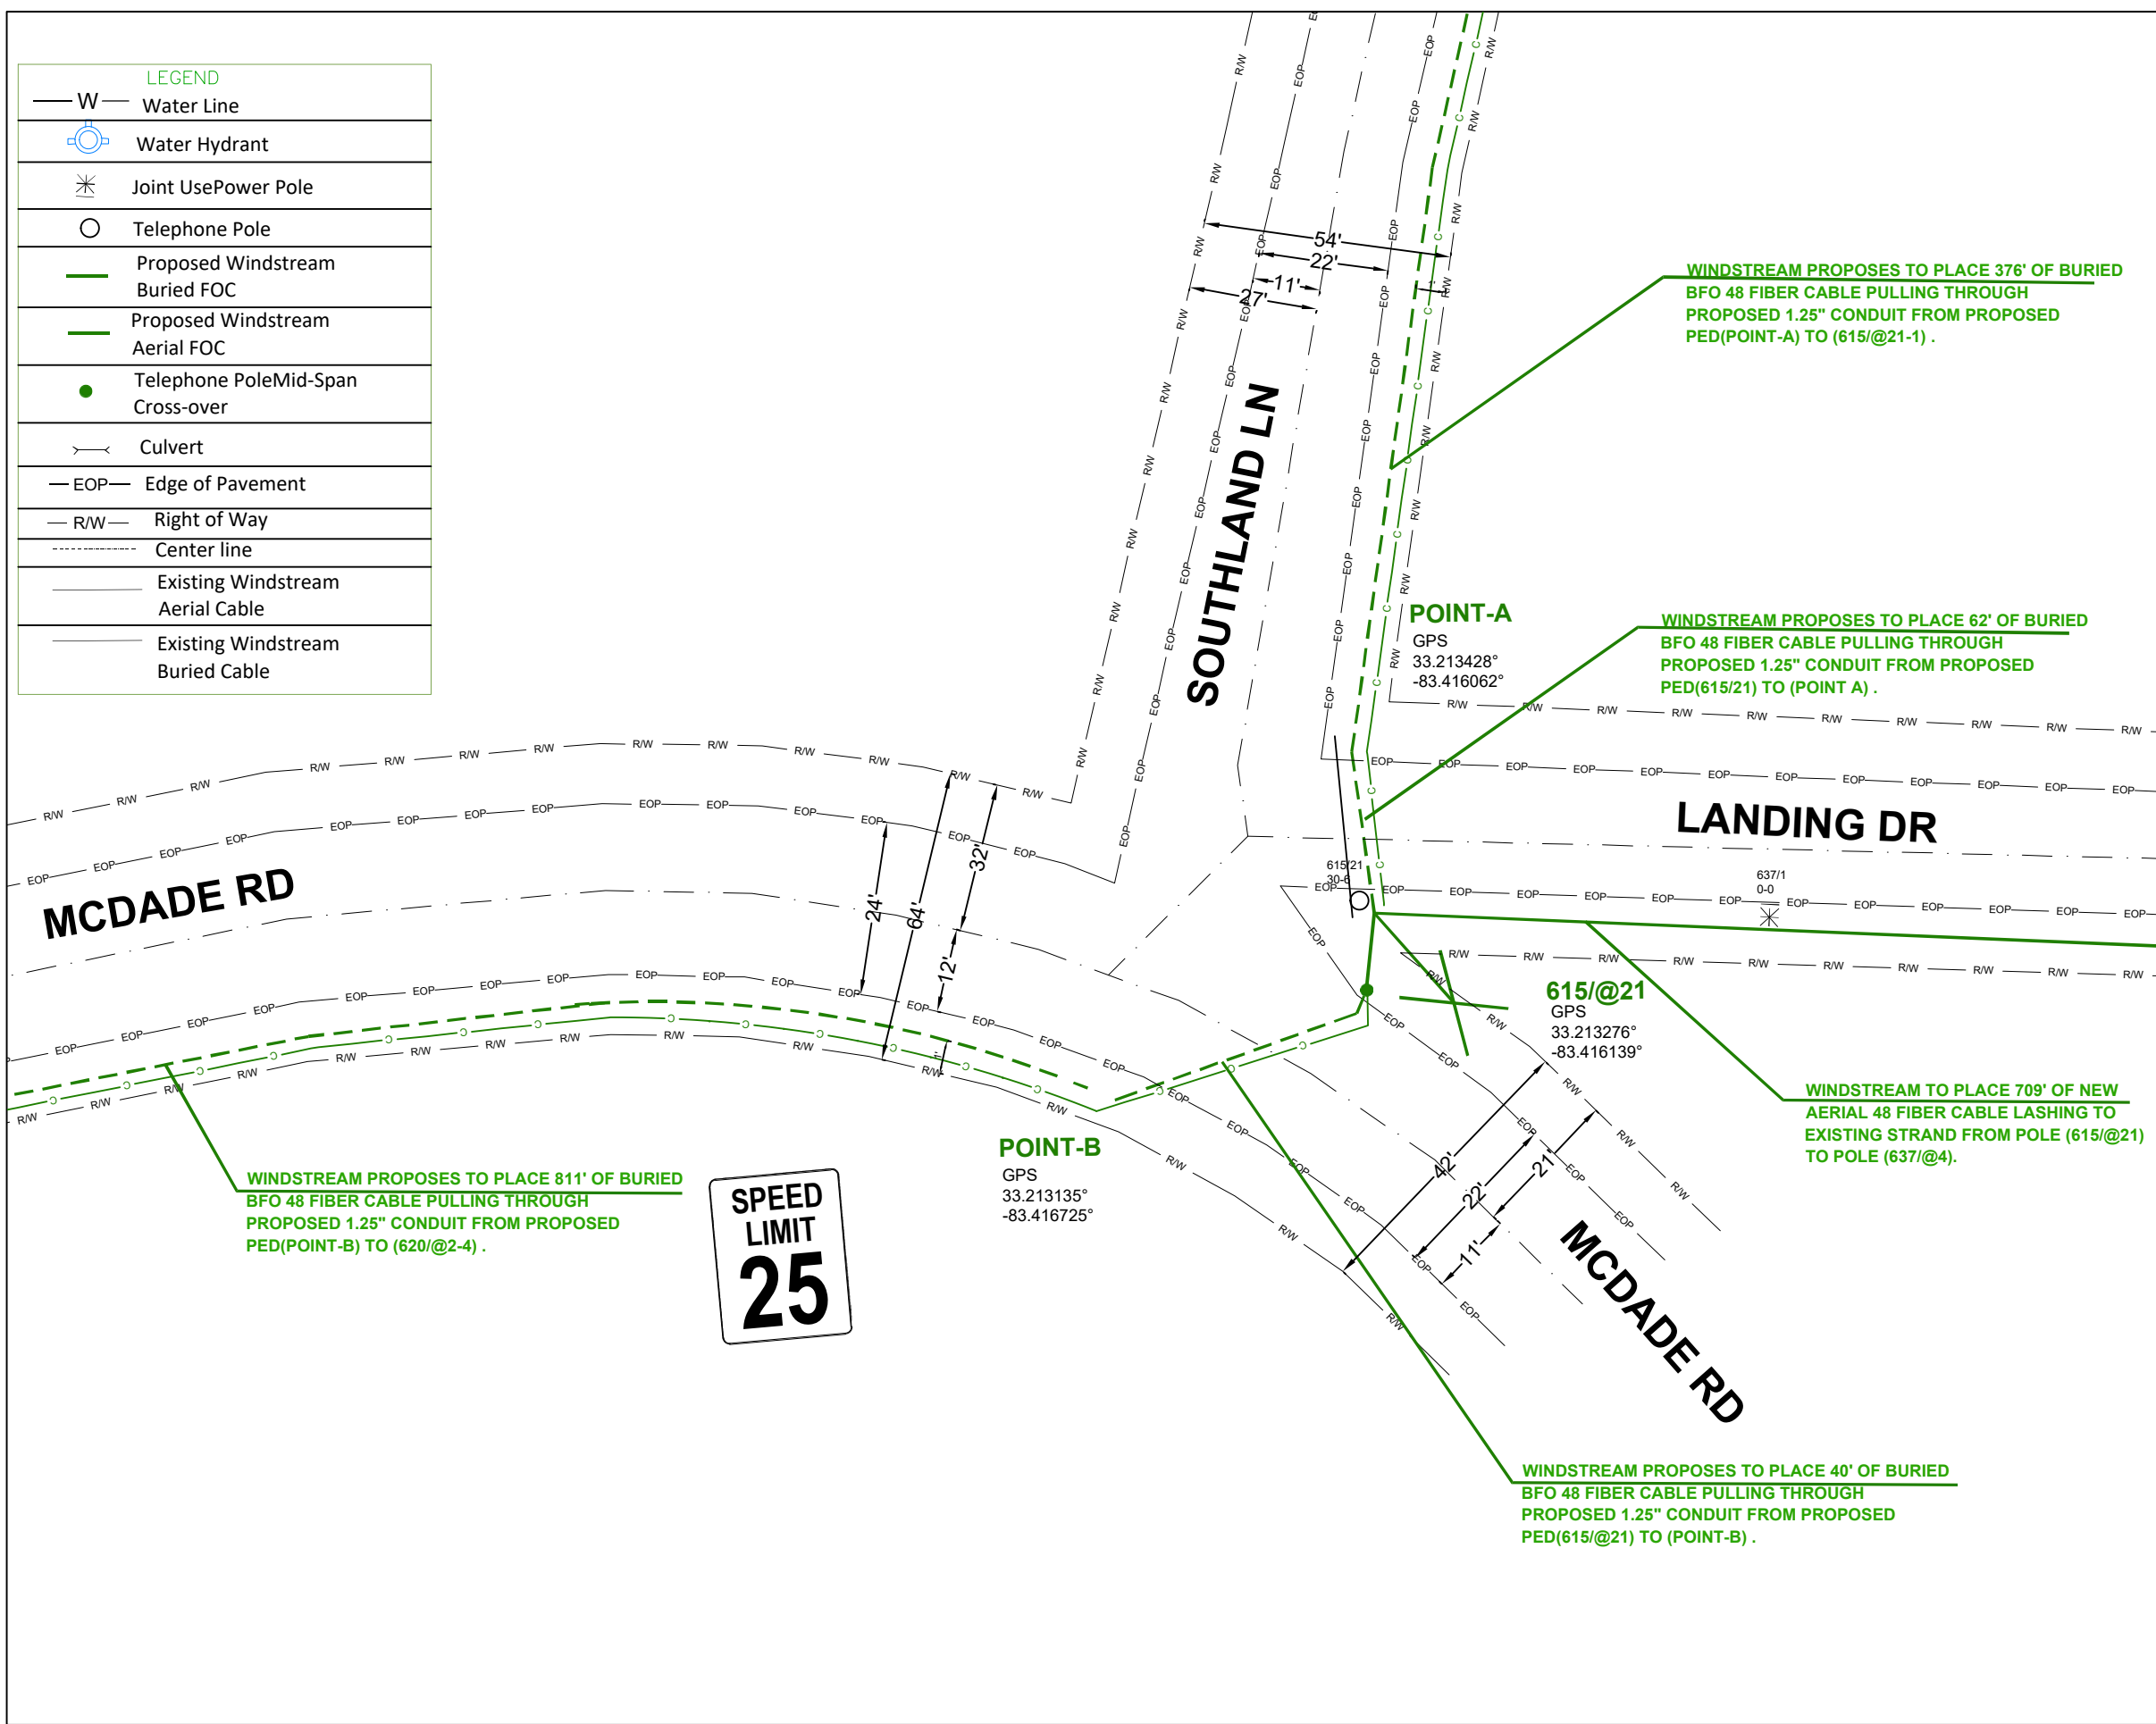 LEGEND
W Water Line
Water Hydrant
Joint UsePower Pole
Telephone Pole
Proposed Windstream
Buried FOC
Proposed Windstream
Aerial FOC
Telephone PoleMid-Span
Cross-over
Culvert
EOP Edge of Pavement
R/W Right of Way
Center line
Existing Windstream
Aerial Cable
Existing Windstream
Buried Cable
54'
22'
11'
27'
1'
WINDSTREAM PROPOSES TO PLACE 376' OF BURIED
BFO 48 FIBER CABLE PULLING THROUGH
PROPOSED 1.25" CONDUIT FROM PROPOSED
PED(POINT-A) TO (615/@21-1) .
SOUTHLAND LN
POINT-A
GPS
33.213428°
-83.416062°
WINDSTREAM PROPOSES TO PLACE 62' OF BURIED
BFO 48 FIBER CABLE PULLING THROUGH
PROPOSED 1.25" CONDUIT FROM PROPOSED
PED(615/21) TO (POINT A) .
LANDING DR
MCDADE RD
24'
64'
32'
12'
615/21
30-6
637/1
0-0
615/@21
GPS
33.213276°
-83.416139°
WINDSTREAM TO PLACE 709' OF NEW
AERIAL 48 FIBER CABLE LASHING TO
EXISTING STRAND FROM POLE (615/@21)
TO POLE (637/@4).
POINT-B
GPS
33.213135°
-83.416725°
WINDSTREAM PROPOSES TO PLACE 811' OF BURIED
BFO 48 FIBER CABLE PULLING THROUGH
PROPOSED 1.25" CONDUIT FROM PROPOSED
PED(POINT-B) TO (620/@2-4) .
SPEED
LIMIT
25
42'
22'
21'
11'
MCDADE RD
WINDSTREAM PROPOSES TO PLACE 40' OF BURIED
BFO 48 FIBER CABLE PULLING THROUGH
PROPOSED 1.25" CONDUIT FROM PROPOSED
PED(615/@21) TO (POINT-B) .